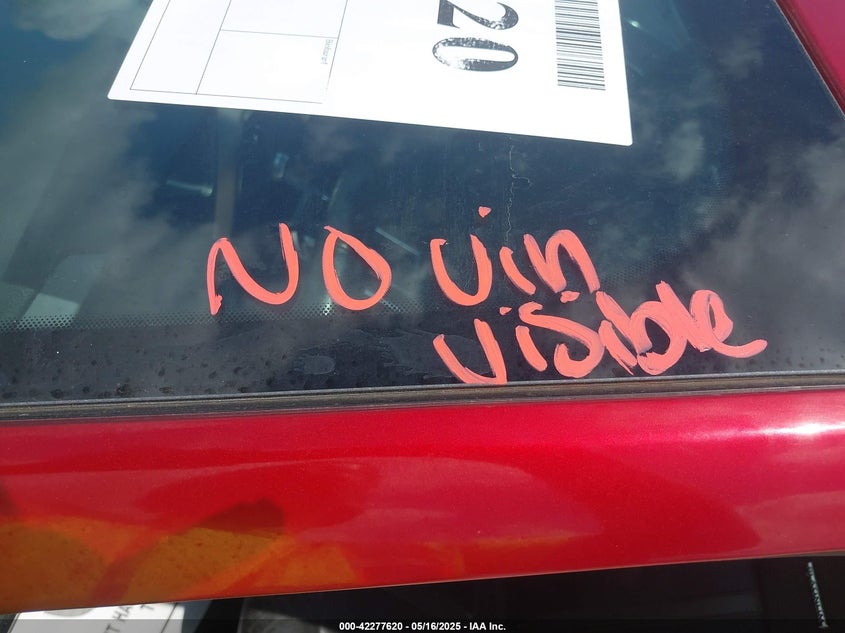 20
NO vin
visible
000-42277620 - 05/16/2025 - IAA Inc.